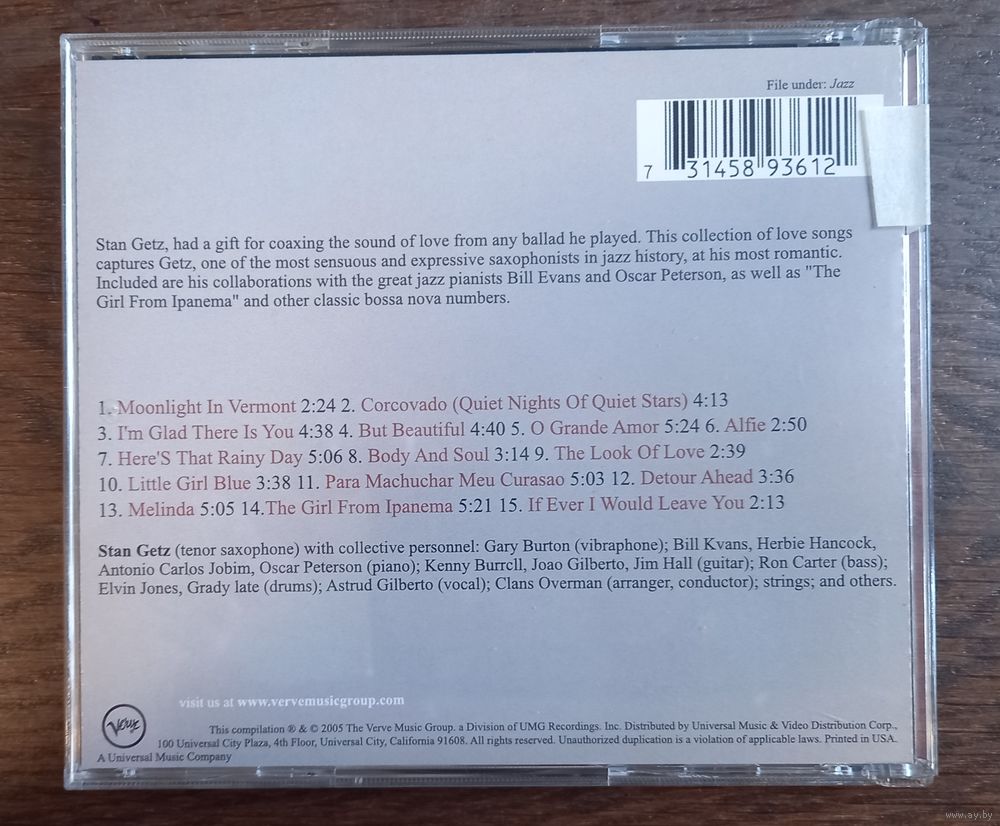 File under: Jazz
7 31458 93612
Stan Getz, had a gift for coaxing the sound of love from any ballad he played. This collection of love songs
captures Getz, one of the most sensuous and expressive saxophonists in jazz history, at his most romantic.
Included are his collaborations with the great jazz pianists Bill Evans and Oscar Peterson, as well as "The
Girl From Ipanema" and other classic bossa nova numbers.
1. Moonlight In Vermont 2:24 2. Corcovado (Quiet Nights Of Quiet Stars) 4:13
3. I'm Glad There Is You 4:38 4. But Beautiful 4:40 5. O Grande Amor 5:24 6. Alfie 2:50
7. Here'S That Rainy Day 5:06 8. Body And Soul 3:14 9. The Look Of Love 2:39
10. Little Girl Blue 3:38 11. Para Machuchar Meu Curasao 5:03 12. Detour Ahead 3:36
13. Melinda 5:05 14.The Girl From Ipanema 5:21 15. If Ever I Would Leave You 2:13
Stan Getz (tenor saxophone) with collective personnel: Gary Burton (vibraphone); Bill Kvans, Herbie Hancock,
Antonio Carlos Jobim, Oscar Peterson (piano); Kenny Burrcll, Joao Gilberto, Jim Hall (guitar); Ron Carter (bass);
Elvin Jones, Grady late (drums); Astrud Gilberto (vocal); Clans Overman (arranger, conductor); strings; and others.
visit us at www.vervemusicgroup.com
Verve
This compilation ® & © 2005 The Verve Music Group. a Division of UMG Recordings. Inc. Distributed by Universal Music & Video Distribution Corp.,
100 Universal City Plaza, 4th Floor, Universal City, California 91608. All rights reserved. Unauthorized duplication is a violation of applicable laws. Printed in USA.
A Universal Music Company
www.ay.by